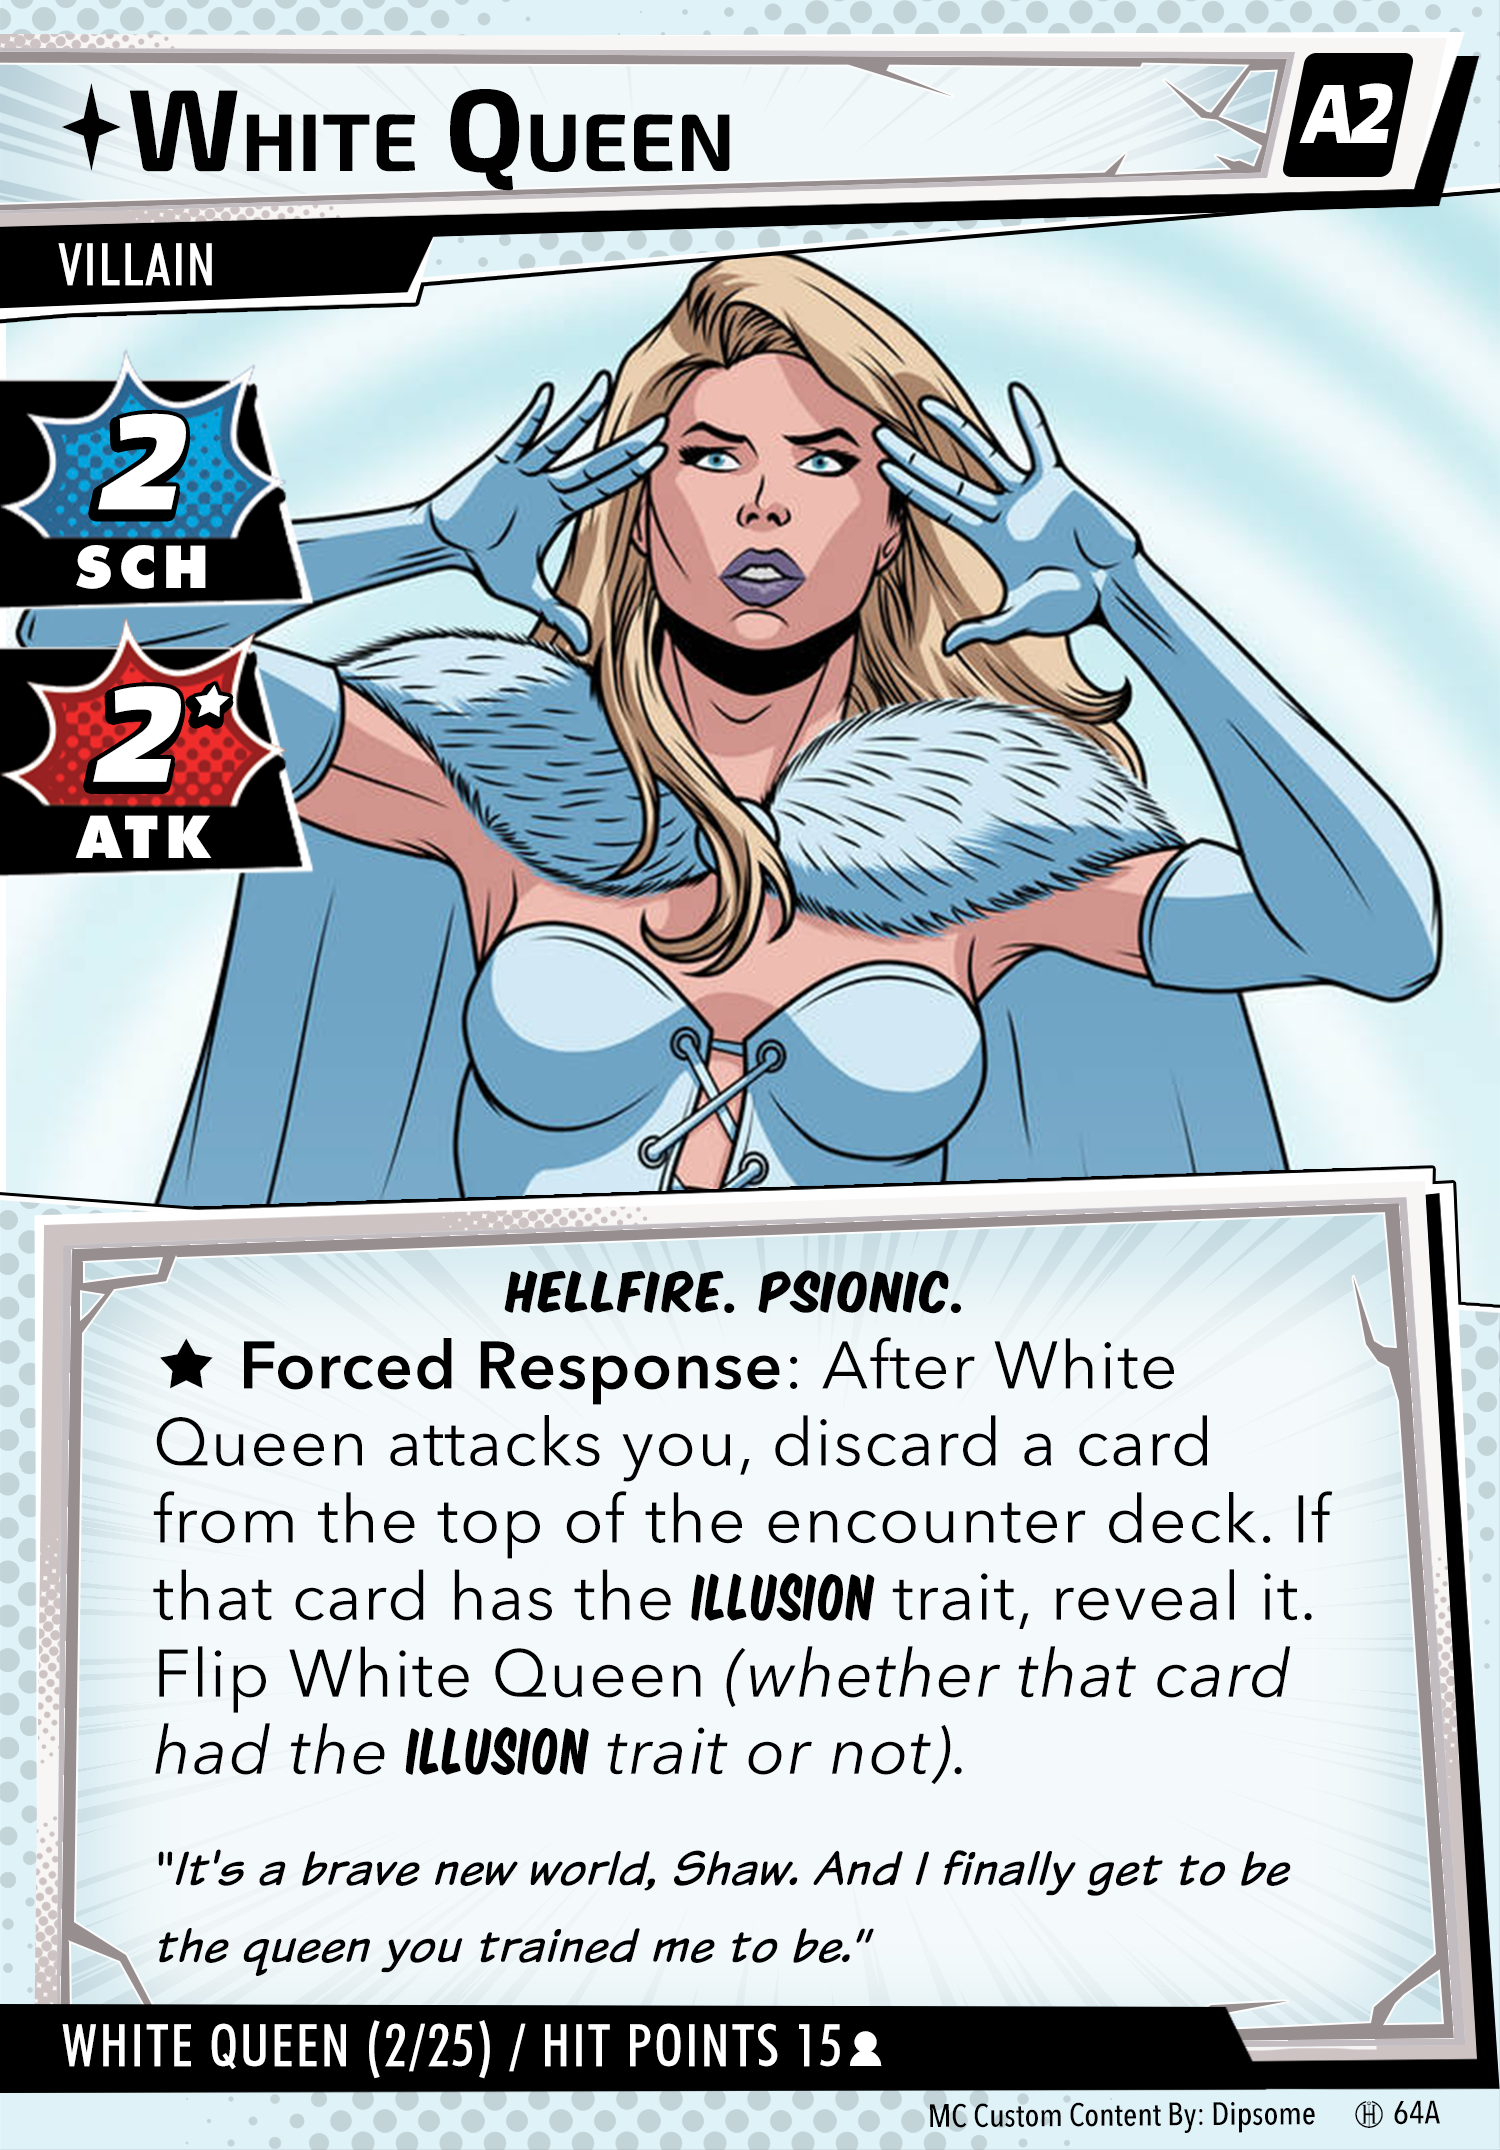 WHITE QUEEN
A2
VILLAIN
2
SCH
2
ATK
HELLFIRE. PSIONIC.
★ Forced Response: After White
Queen attacks you, discard a card
from the top of the encounter deck. If
that card has the ILLUSION trait, reveal it.
Flip White Queen (whether that card
had the ILLUSION trait or not).
"It's a brave new world, Shaw. And I finally get to be
the queen you trained me to be."
WHITE QUEEN (2/25) / HIT POINTS 15
MC Custom Content By: Dipsome
H 64A